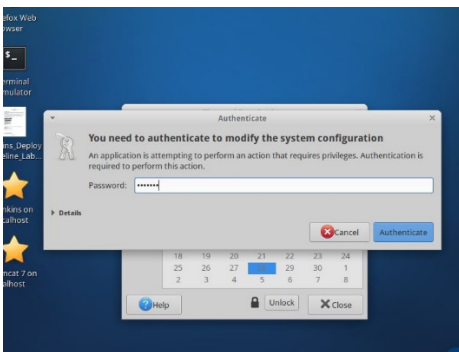 efox Web
owser
$_
erminal
mulator
ns_Deploy
eline_Lab...
nkins on
calhost
mcat 7 on
alhost
Authenticate
You need to authenticate to modify the system configuration
An application is attempting to perform an action that requires privileges. Authentication is
required to perform this action.
Password: •••••••
Details
Cancel
Authenticate
18 19 20 21 22 23 24
25 26 27 28 29 30 1
2 3 4 5 6 7 8
Help
Unlock
Close